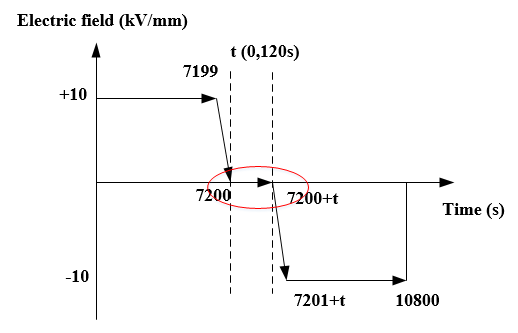 Electric field (kV/mm)
t (0,120s)
7199
+10
7200
7200+t
Time (s)
-10
7201+t
10800